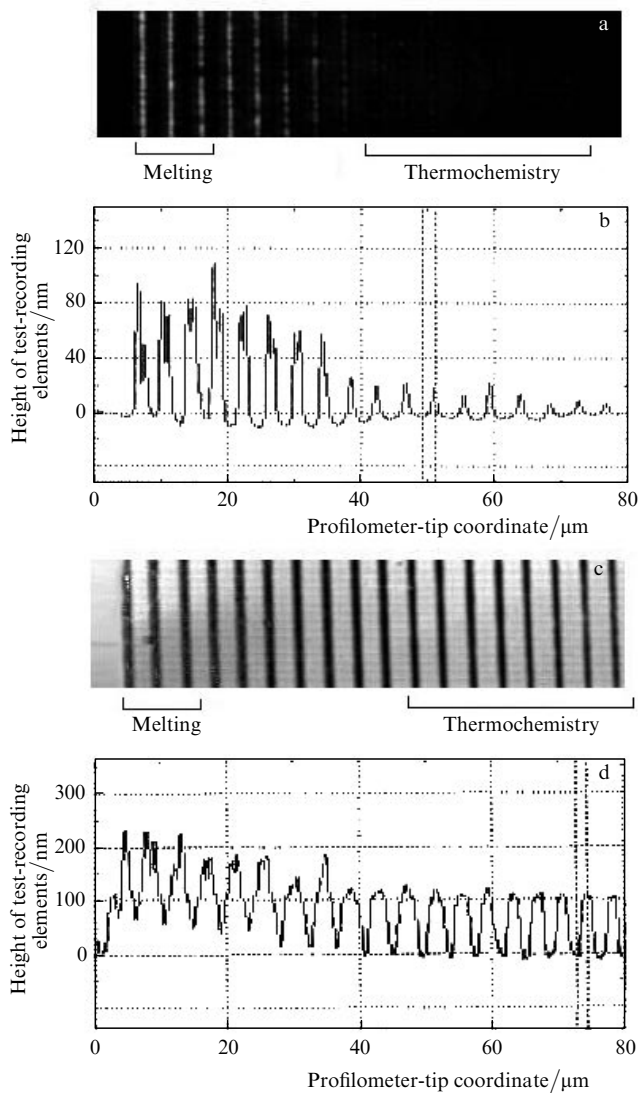 a
Melting Thermochemistry
b
Height of test-recording
elements/nm
120
80
40
0
0 20 40 60 80
Profilometer-tip coordinate/μm
c
Melting Thermochemistry
d
Height of test-recording
elements/nm
300
200
100
0
0 20 40 60 80
Profilometer-tip coordinate/μm